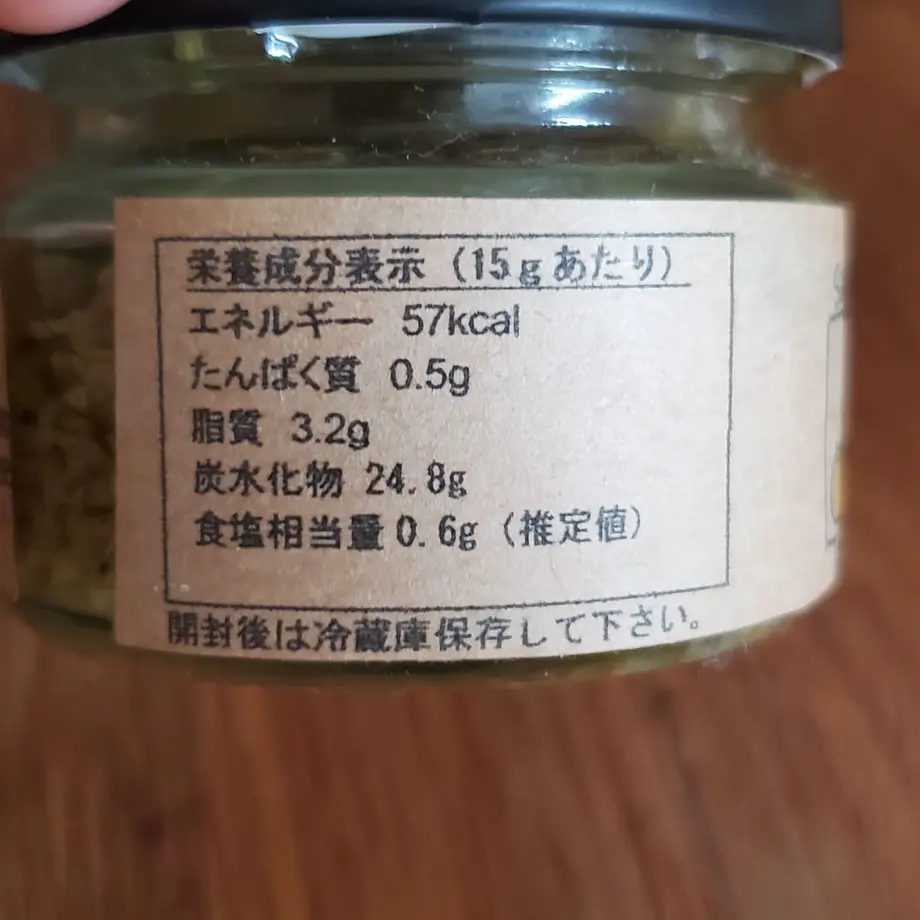 栄養成分表示（15gあたり）
エネルギー 57kcal
たんぱく質 0.5g
脂質 3.2g
炭水化物 24.8g
食塩相当量 0.6g（推定値）
開封後は冷蔵庫保存して下さい。